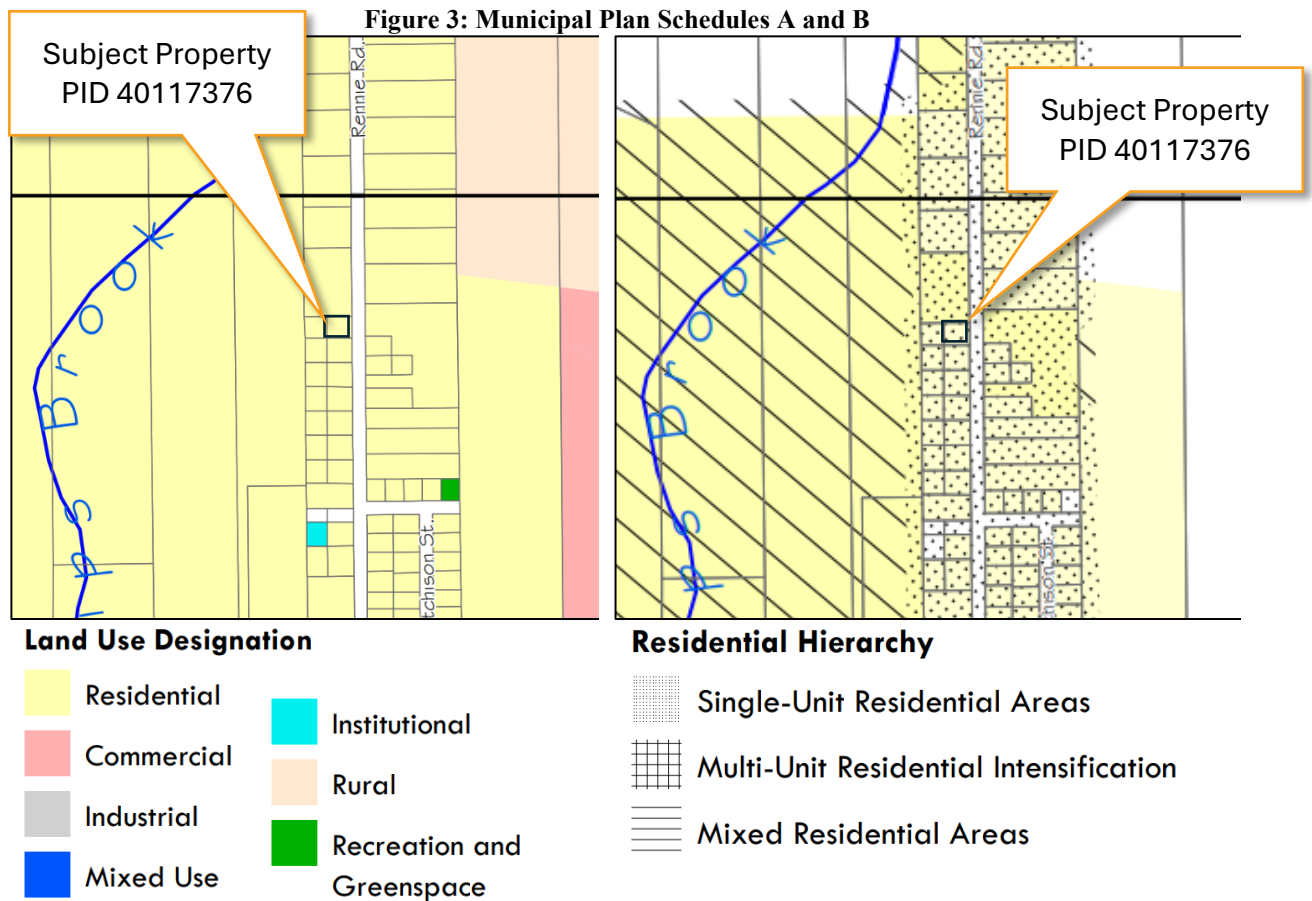 Figure 3: Municipal Plan Schedules A and B
Subject Property
PID 40117376
Rennie Rd.
Brook
tchison St.
Subject Property
PID 40117376
Rennie Rd.
Brook
nison St.
Land Use Designation
Residential
Commercial
Industrial
Mixed Use
Institutional
Rural
Recreation and
Greenspace
Residential Hierarchy
Single-Unit Residential Areas
Multi-Unit Residential Intensification
Mixed Residential Areas